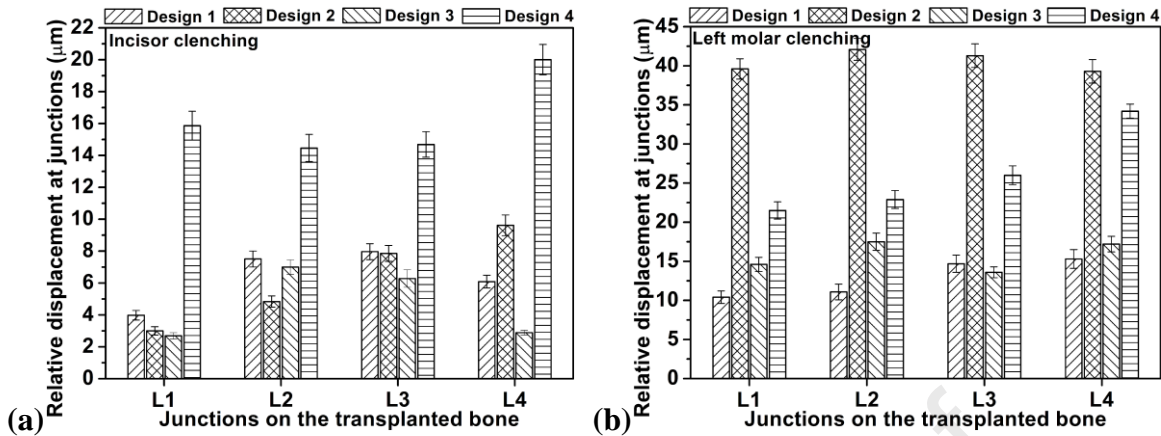 Design 1 Design 2 Design 3 Design 4
Incisor clenching
Relative displacement at junctions (μm)
22
20
18
16
14
12
10
8
6
4
2
0
L1 L2 L3 L4
Junctions on the transplanted bone
(a)
Design 1 Design 2 Design 3 Design 4
Left molar clenching
Relative displacement at junctions (μm)
45
40
35
30
25
20
15
10
5
0
L1 L2 L3 L4
Junctions on the transplanted bone
(b)